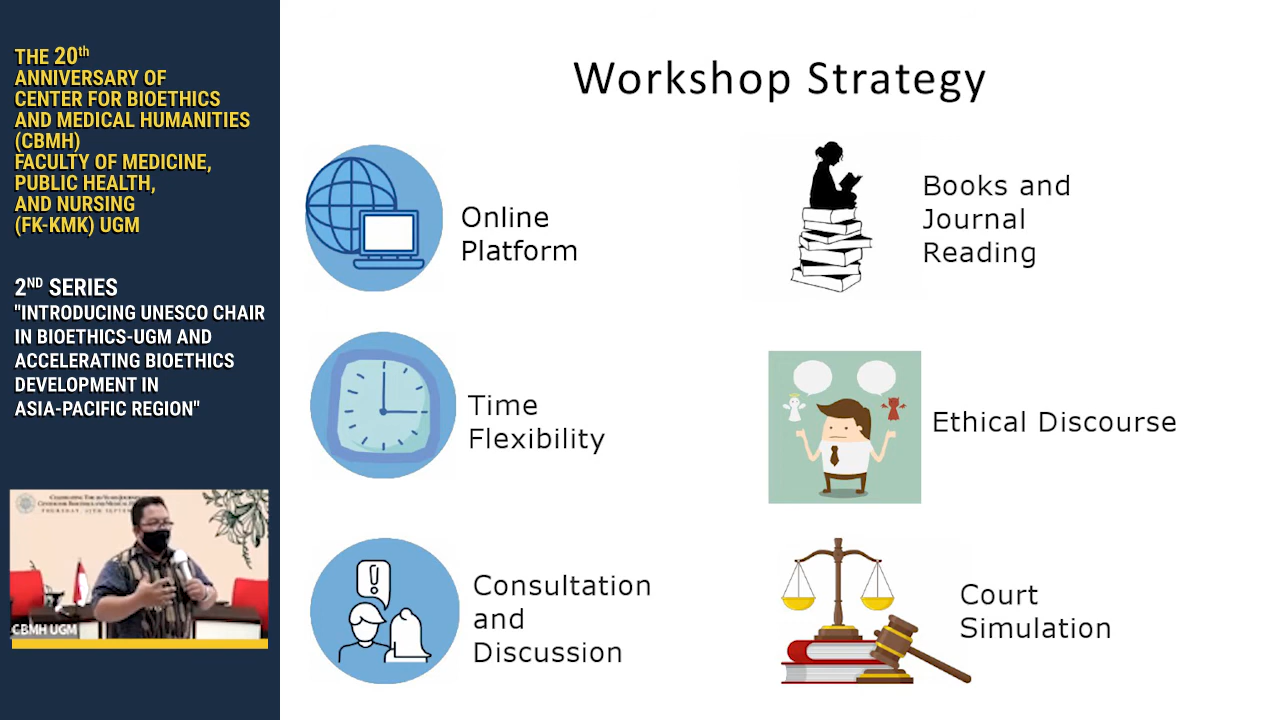 THE 20th
ANNIVERSARY OF
CENTER FOR BIOETHICS
AND MEDICAL HUMANITIES
(CBMH)
FACULTY OF MEDICINE,
PUBLIC HEALTH,
AND NURSING
(FK-KMK) UGM
2ND SERIES
"INTRODUCING UNESCO CHAIR
IN BIOETHICS-UGM AND
ACCELERATING BIOETHICS
DEVELOPMENT IN
ASIA-PACIFIC REGION"
CBMH UGM
Workshop Strategy
Online
Platform
Books and
Journal
Reading
Time
Flexibility
Ethical Discourse
Consultation
and
Discussion
Court
Simulation